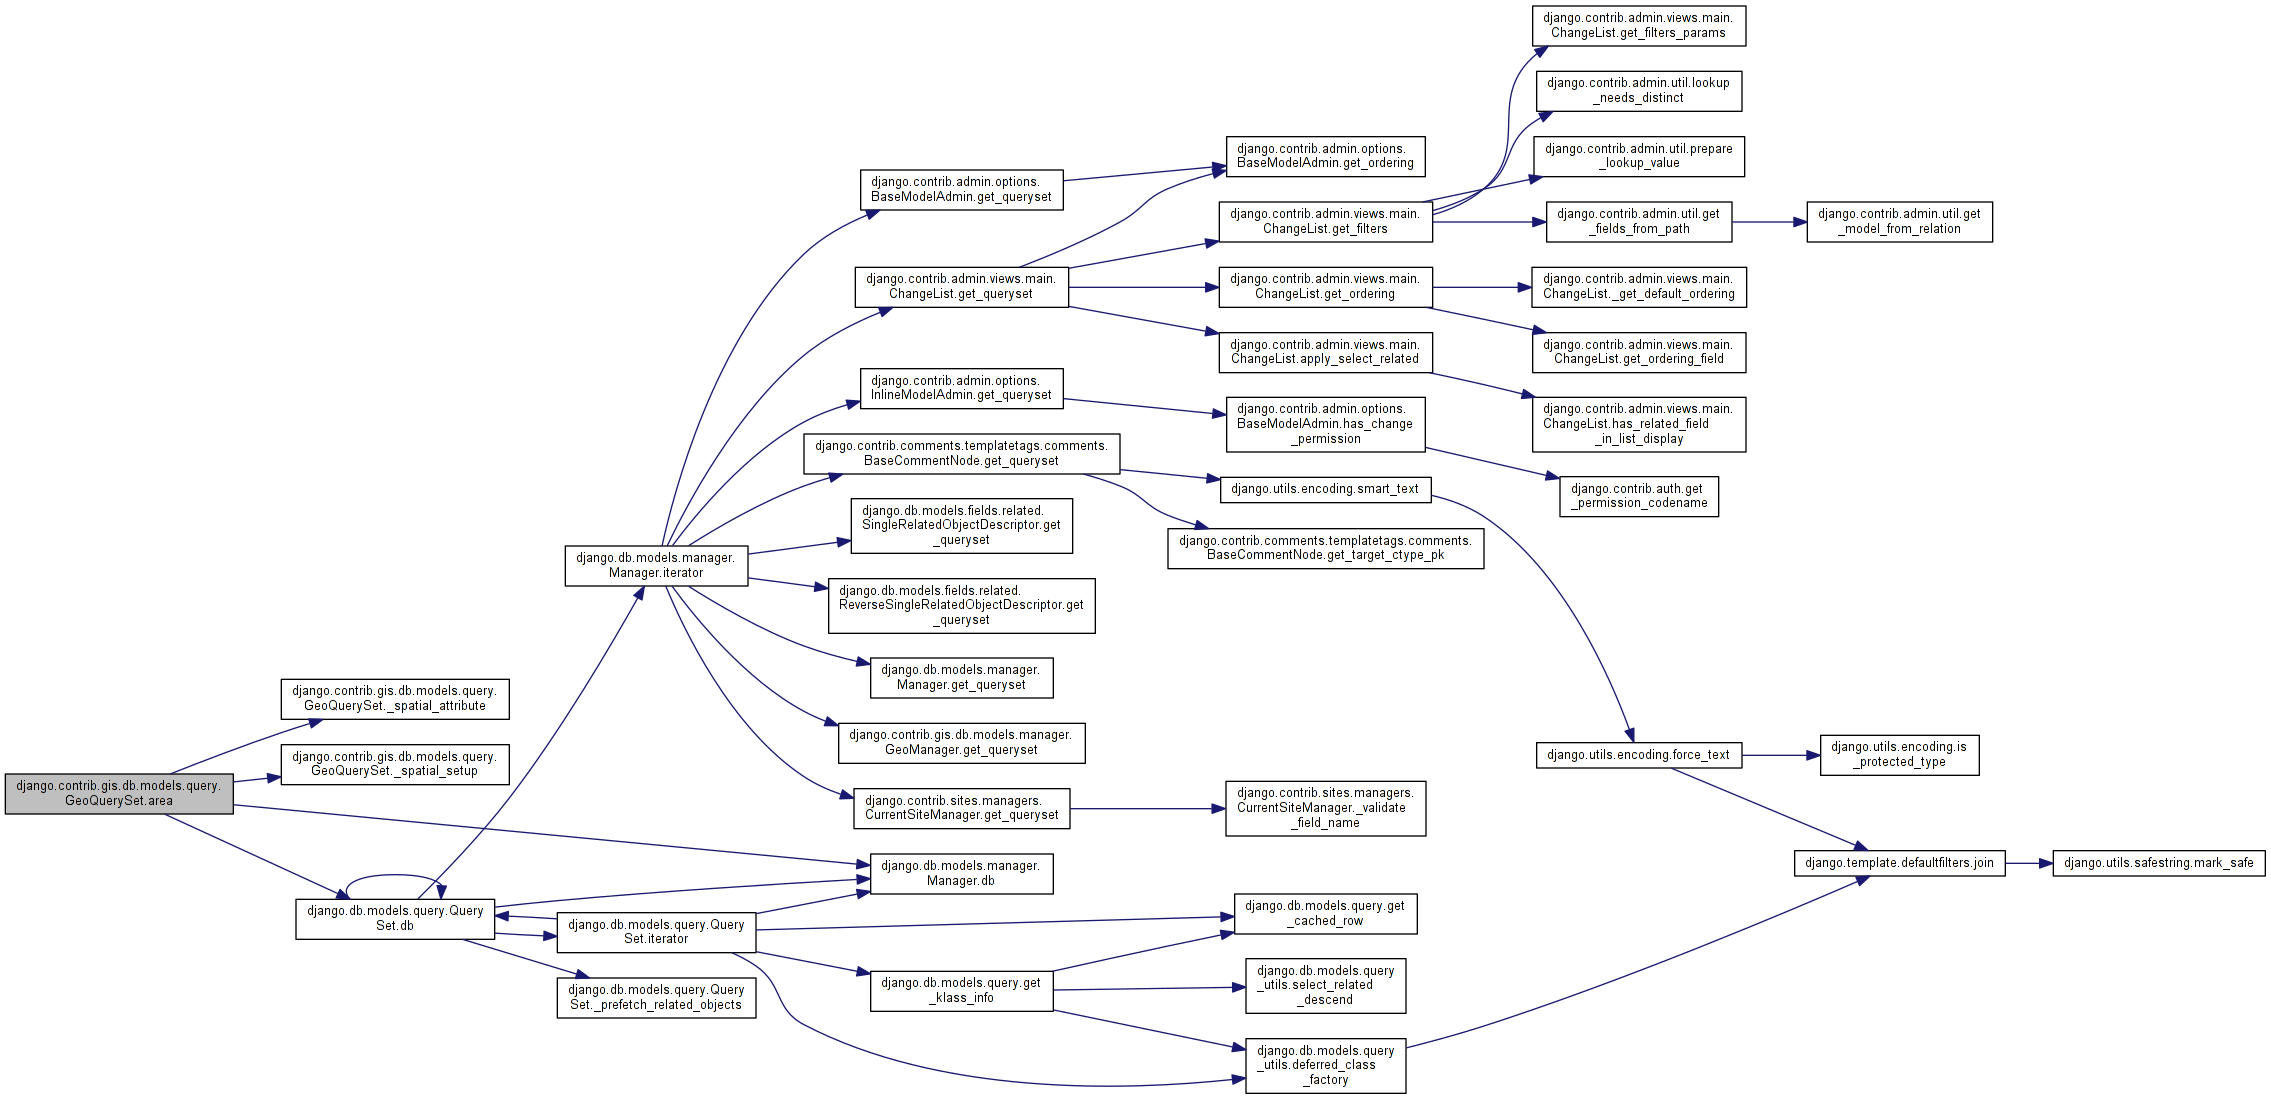 django.contrib.admin.views.main.
ChangeList.get_filters_params
django.contrib.admin.util.lookup
_needs_distinct
django.contrib.admin.options.
BaseModelAdmin.get_ordering
django.contrib.admin.util.prepare
_lookup_value
django.contrib.admin.options.
BaseModelAdmin.get_queryset
django.contrib.admin.views.main.
ChangeList.get_filters
django.contrib.admin.util.get
_fields_from_path
django.contrib.admin.util.get
_model_from_relation
django.contrib.admin.views.main.
ChangeList.get_queryset
django.contrib.admin.views.main.
ChangeList.get_ordering
django.contrib.admin.views.main.
ChangeList._get_default_ordering
django.contrib.admin.views.main.
ChangeList.apply_select_related
django.contrib.admin.views.main.
ChangeList.get_ordering_field
django.contrib.admin.options.
InlineModelAdmin.get_queryset
django.contrib.admin.options.
BaseModelAdmin.has_change
_permission
django.contrib.admin.views.main.
ChangeList.has_related_field
_in_list_display
django.contrib.comments.templatetags.comments.
BaseCommentNode.get_queryset
django.utils.encoding.smart_text
django.contrib.auth.get
_permission_codename
django.db.models.fields.related.
SingleRelatedObjectDescriptor.get
_queryset
django.contrib.comments.templatetags.comments.
BaseCommentNode.get_target_ctype_pk
django.db.models.manager.
Manager.iterator
django.db.models.fields.related.
ReverseSingleRelatedObjectDescriptor.get
_queryset
django.db.models.manager.
Manager.get_queryset
django.contrib.gis.db.models.query.
GeoQuerySet._spatial_attribute
django.contrib.gis.db.models.manager.
GeoManager.get_queryset
django.contrib.gis.db.models.query.
GeoQuerySet._spatial_setup
django.utils.encoding.force_text
django.utils.encoding.is
_protected_type
django.contrib.gis.db.models.query.
GeoQuerySet.area
django.contrib.sites.managers.
CurrentSiteManager.get_queryset
django.contrib.sites.managers.
CurrentSiteManager._validate
_field_name
django.db.models.manager.
Manager.db
django.template.defaultfilters.join
django.utils.safestring.mark_safe
django.db.models.query.Query
Set.db
django.db.models.query.Query
Set.iterator
django.db.models.query.get
_cached_row
django.db.models.query.Query
Set._prefetch_related_objects
django.db.models.query.get
_klass_info
django.db.models.query
_utils.select_related
_descend
django.db.models.query
_utils.deferred_class
_factory